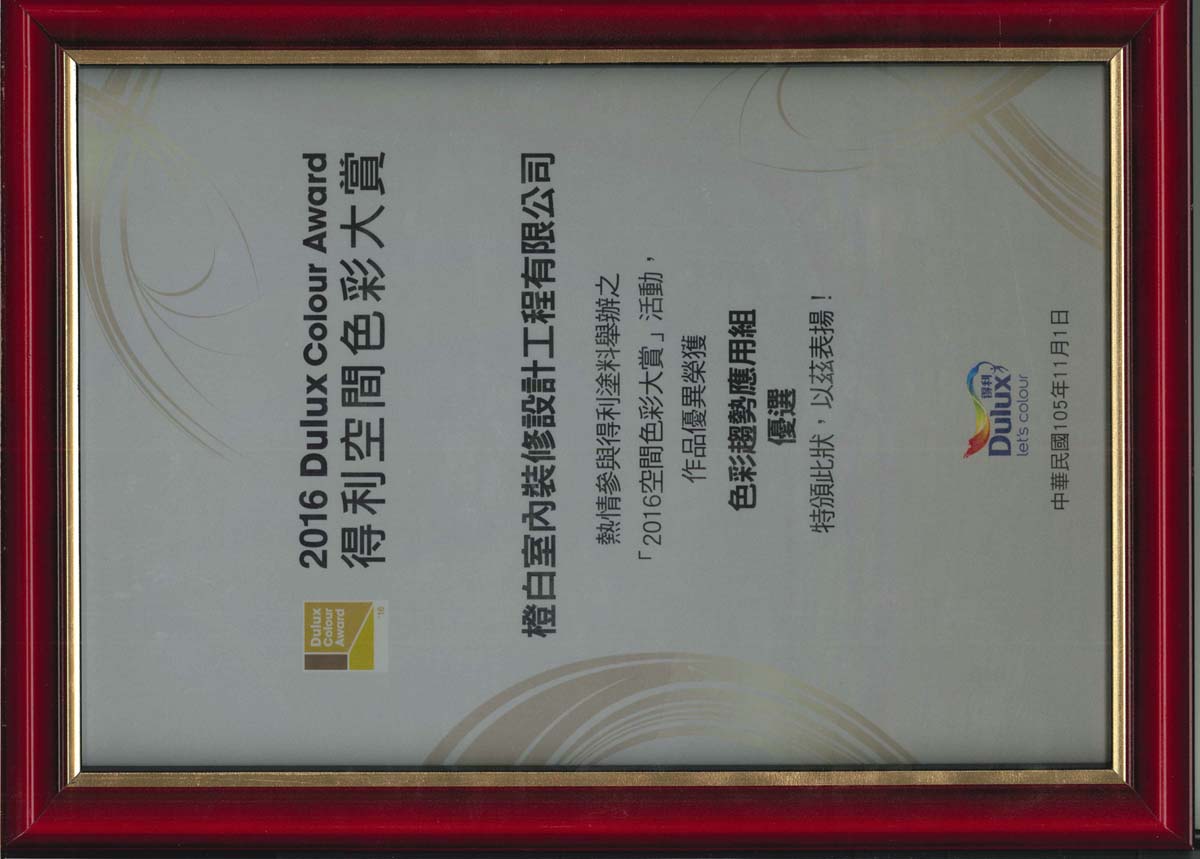 Dulux
Colour
Award
'16
2016 Dulux Colour Award
得利空間色彩大賞
橙白室內裝修設計工程有限公司
熱情參與得利塗料舉辦之
「2016空間色彩大賞」活動，
作品優異榮獲
色彩趨勢應用組
優選
特頒此狀，以茲表揚！
得利
Dulux
let's colour
中華民國105年11月1日